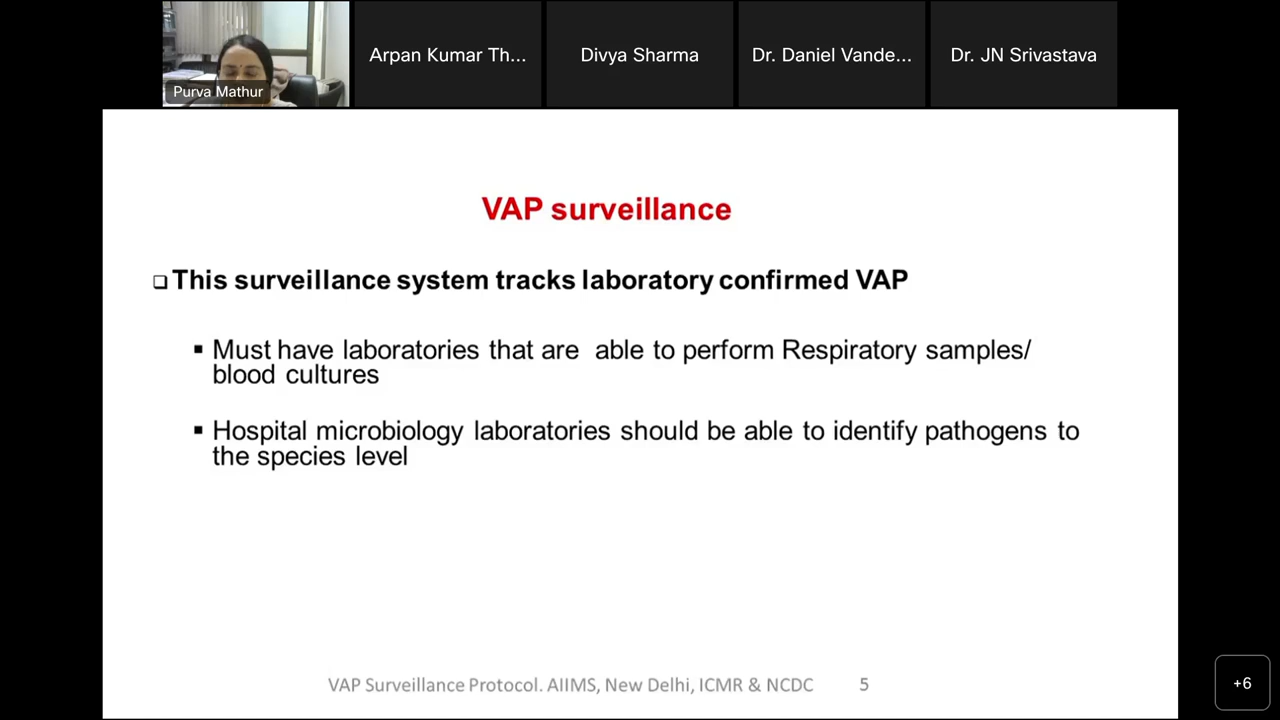 Purva Mathur
Arpan Kumar Th...
Divya Sharma
Dr. Daniel Vande...
Dr. JN Srivastava
VAP surveillance
This surveillance system tracks laboratory confirmed VAP
Must have laboratories that are able to perform Respiratory samples/
blood cultures
Hospital microbiology laboratories should be able to identify pathogens to
the species level
VAP Surveillance Protocol. AIIMS, New Delhi, ICMR & NCDC 5
+6